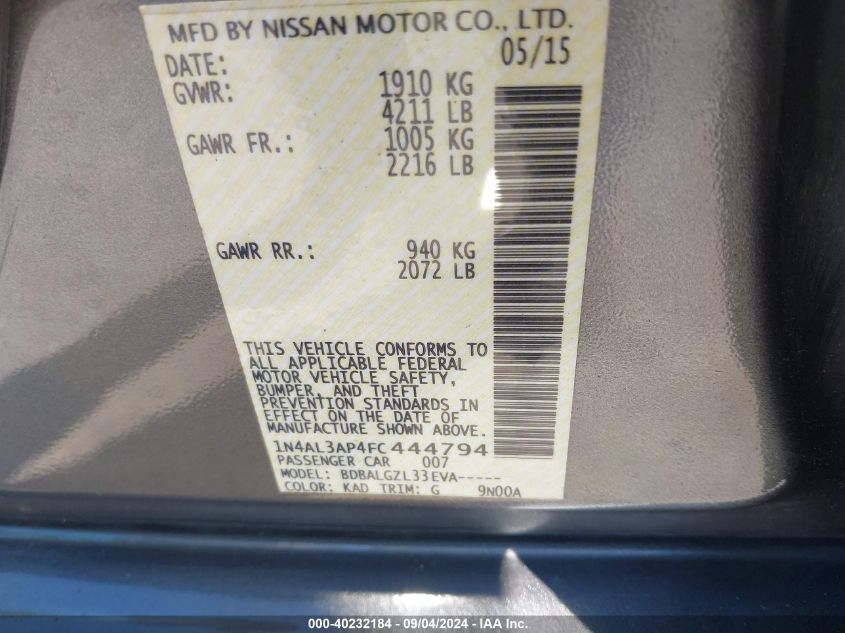 MFD BY NISSAN MOTOR CO., LTD.
DATE: 05/15
GVWR: 1910 KG
4211 LB
GAWR FR.: 1005 KG
2216 LB
GAWR RR.: 940 KG
2072 LB
THIS VEHICLE CONFORMS TO
ALL APPLICABLE FEDERAL
MOTOR VEHICLE SAFETY,
BUMPER, AND THEFT
PREVENTION STANDARDS IN
EFFECT ON THE DATE OF
MANUFACTURE SHOWN ABOVE.
1N4AL3AP4FC444794
PASSENGER CAR 007
MODEL: BDBALGZL33EVA-----
COLOR: KAD TRIM: G 9N00A
000-40232184 - 09/04/2024 - IAA Inc.